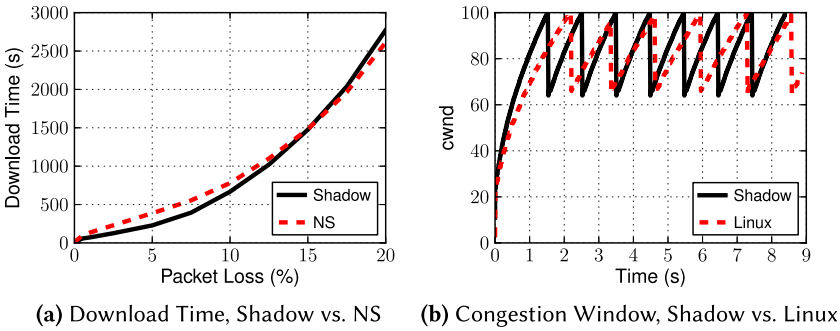 3000
2500
2000
1500
1000
500
0
Download Time (s)
0 5 10 15 20
Packet Loss (%)
Shadow
NS
(a) Download Time, Shadow vs. NS
100
80
60
40
20
0
cwnd
0 1 2 3 4 5 6 7 8 9
Time (s)
Shadow
Linux
(b) Congestion Window, Shadow vs. Linux